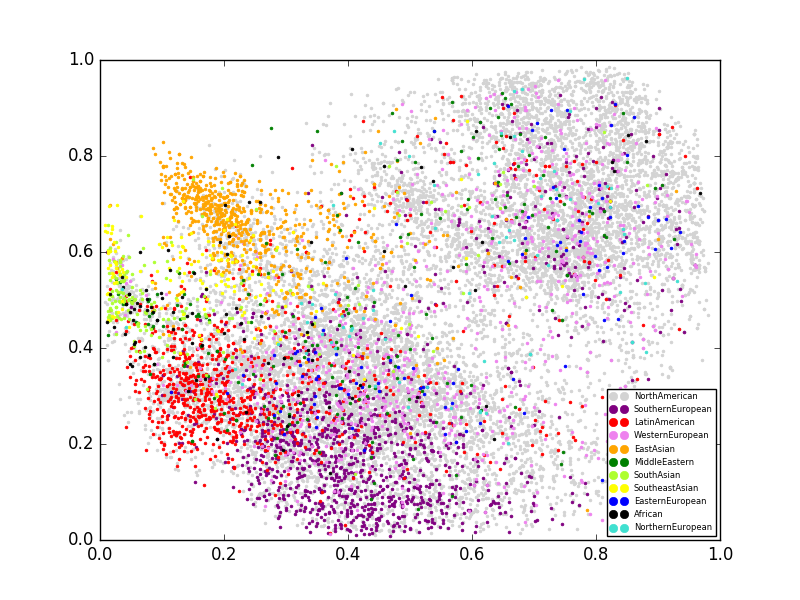 1.0
0.8
0.6
0.4
0.2
0.0
0.0 0.2 0.4 0.6 0.8 1.0
NorthAmerican
SouthernEuropean
LatinAmerican
WesternEuropean
EastAsian
MiddleEastern
SouthAsian
SoutheastAsian
EasternEuropean
African
NorthernEuropean